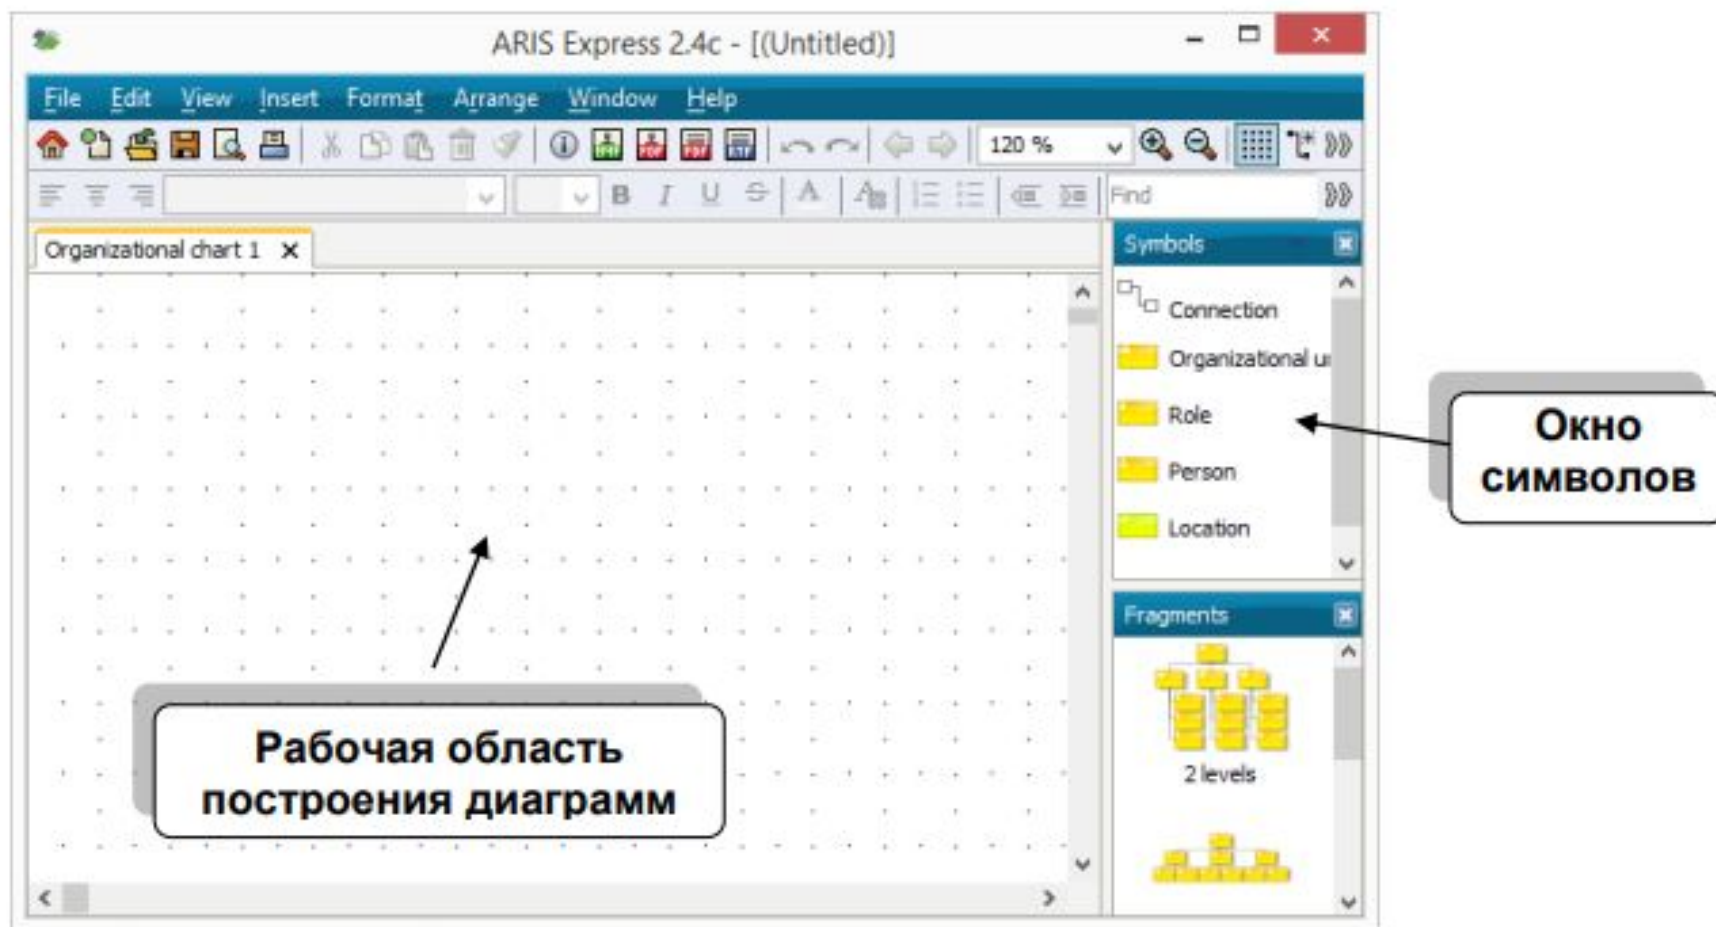 ARIS Express 2.4c - [(Untitled)]
File Edit View Insert Format Arrange Window Help
120 %
B I U S A
Find
Organizational chart 1
Symbols
Connection
Organizational
Role
Person
Location
Окно
символов
Fragments
2 levels
Рабочая область
построения диаграмм